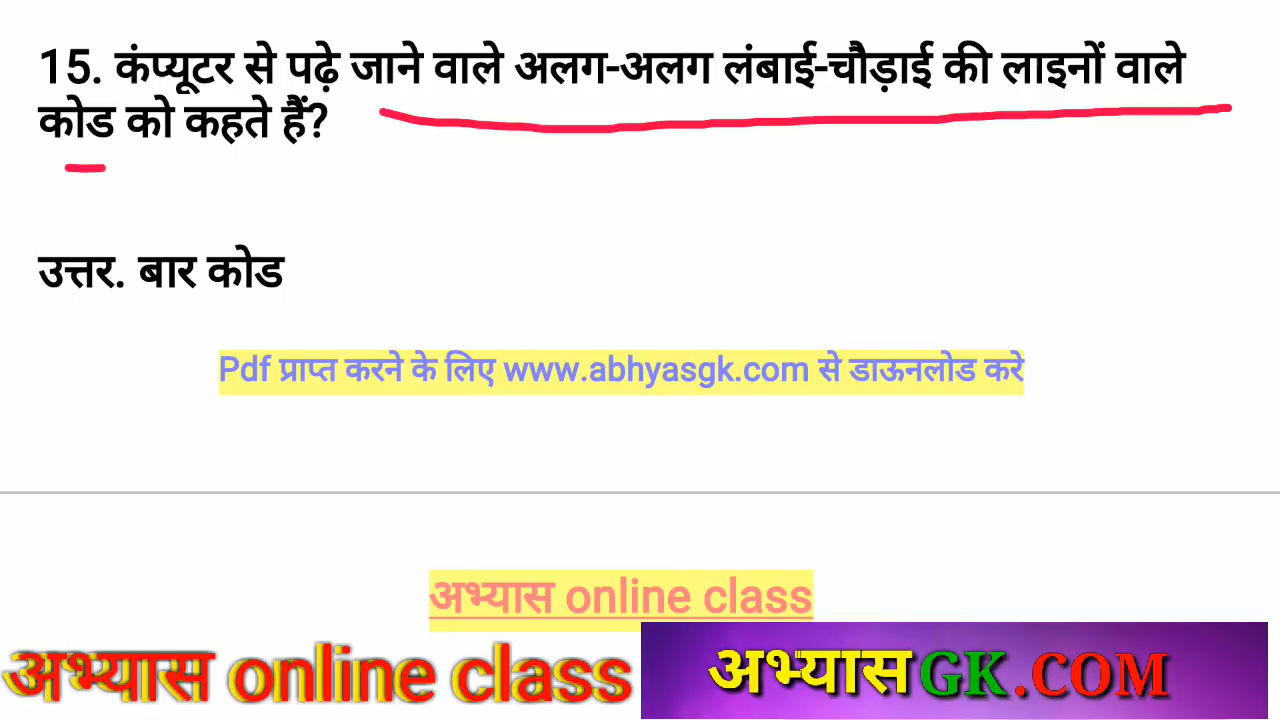 15. कंप्यूटर से पढ़े जाने वाले अलग-अलग लंबाई-चौड़ाई की लाइनों वाले
कोड को कहते हैं?
उत्तर. बार कोड
Pdf प्राप्त करने के लिए www.abhyasgk.com से डाऊनलोड करे
अभ्यास online class
अभ्यास online class
अभ्यास GK.COM